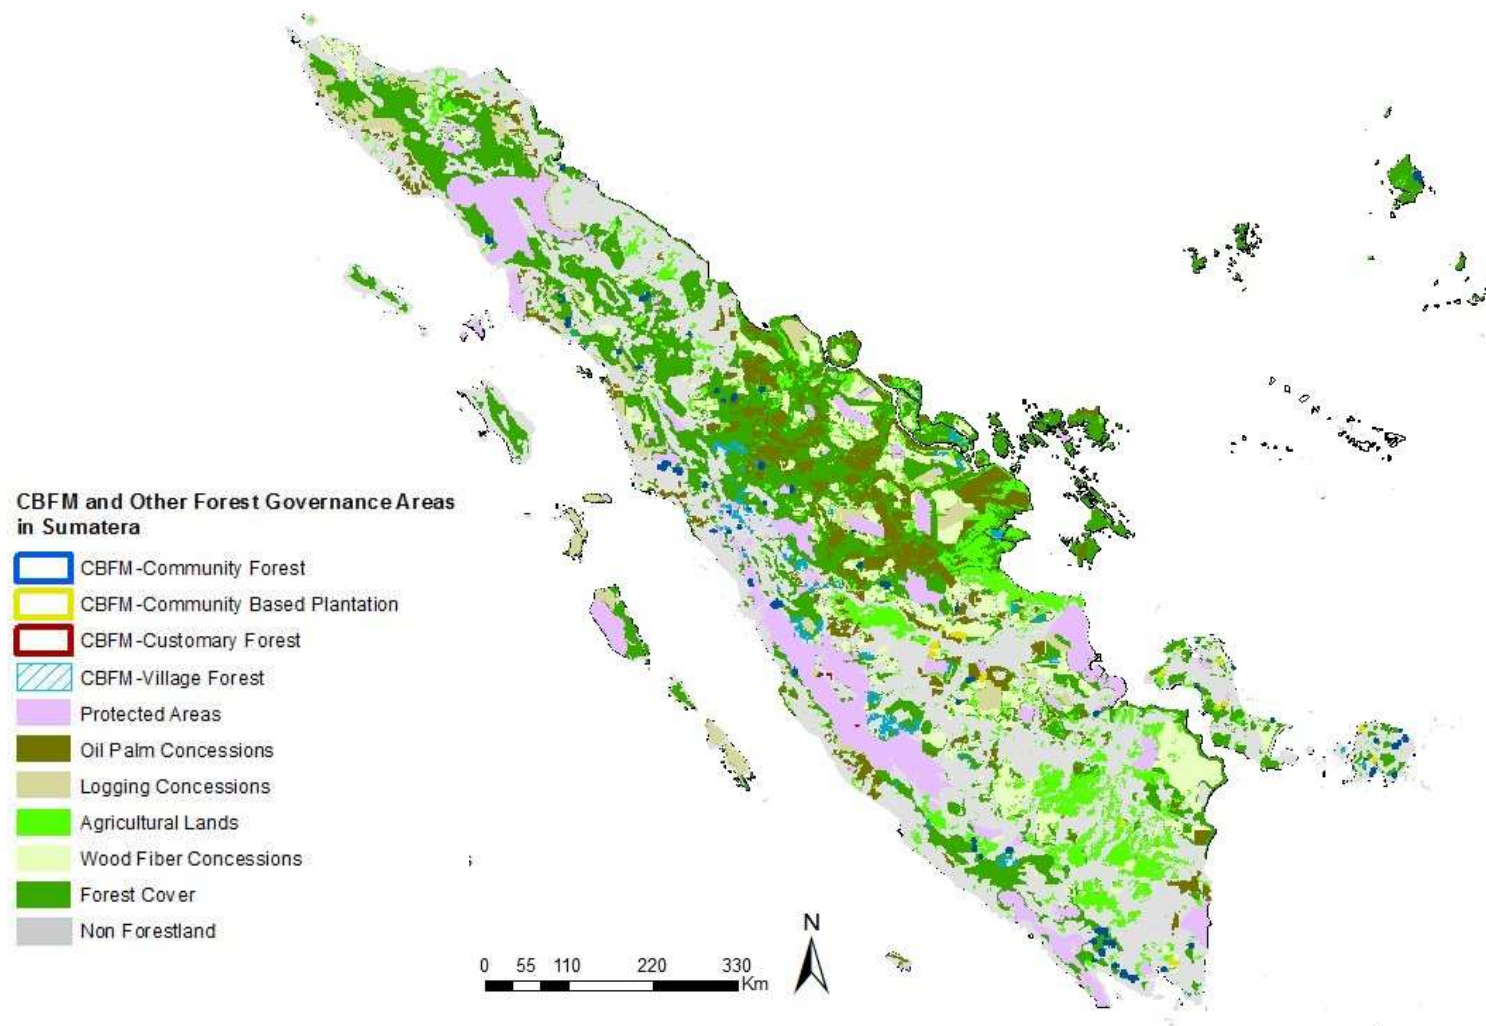 CBFM and Other Forest Governance Areas
in Sumatera
CBFM-Community Forest
CBFM-Community Based Plantation
CBFM-Customary Forest
CBFM-Village Forest
Protected Areas
Oil Palm Concessions
Logging Concessions
Agricultural Lands
Wood Fiber Concessions
Forest Cover
Non Forestland
0 55 110 220 330
Km
N